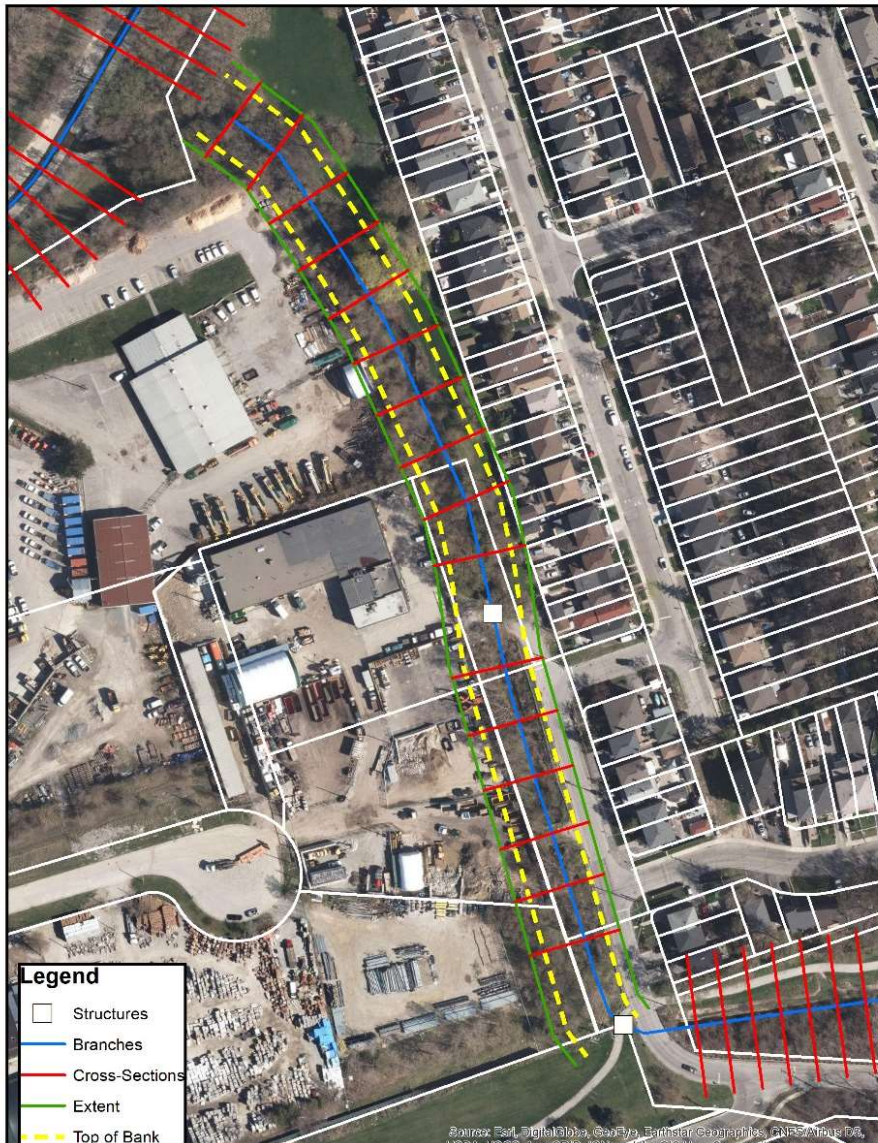 Legend
Structures
Branches
Cross-Sections
Extent
Top of Bank
Source: Esri, DigitalGlobe, GeoEye, Earthstar Geographics, CNES/Airbus DS,